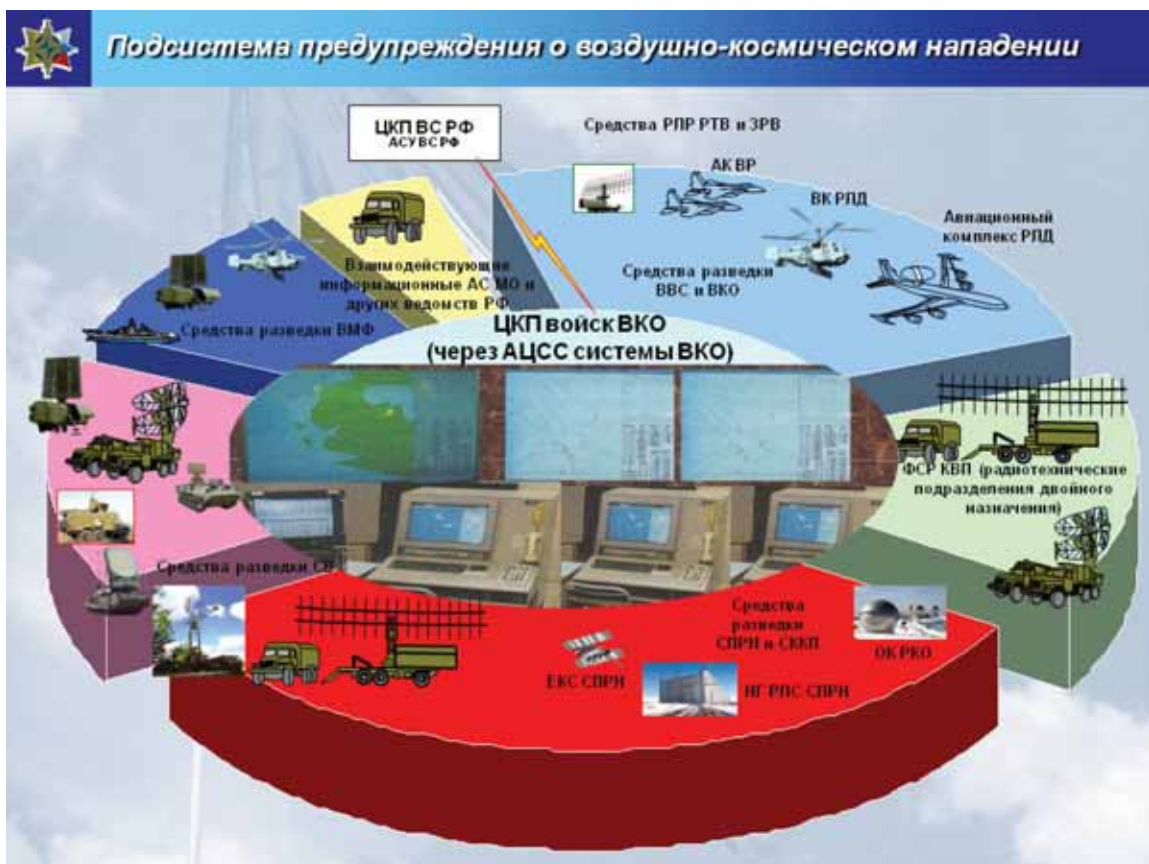 Подсистема предупреждения о воздушно-космическом нападении
ЦКП ВС РФ
АСУ ВС РФ
Средства РЛР РТВ и ЗРВ
АК ВР
ВК РЛД
Авиационный
комплекс РЛД
Средства разведки
ВВС и ВКО
Взаимодействующие
информационные АС МО и
других ведомств РФ
Средства разведки ВМФ
ЦКП войск ВКО
(через АЦСС системы ВКО)
ФСР КВП (радиотехнические
подразделения двойного
назначения)
Средства разведки СВ
Средства
разведки
СПРН и СККП
ОК РКО
ЕКС СПРН
НГ РЛС СПРН